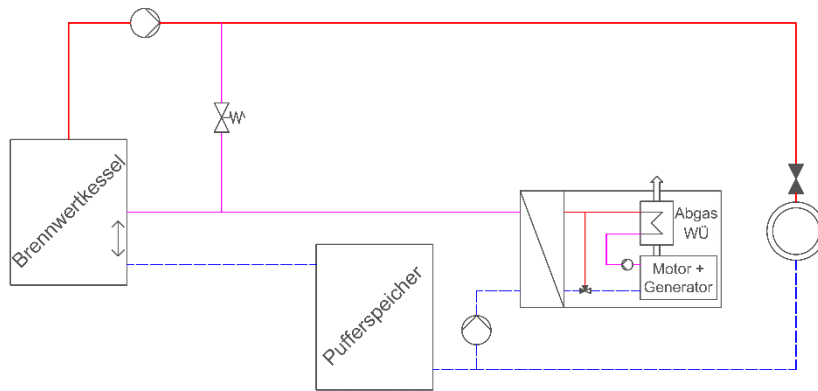 Brennwertkessel
Pufferspeicher
Abgas
WÜ
Motor +
Generator